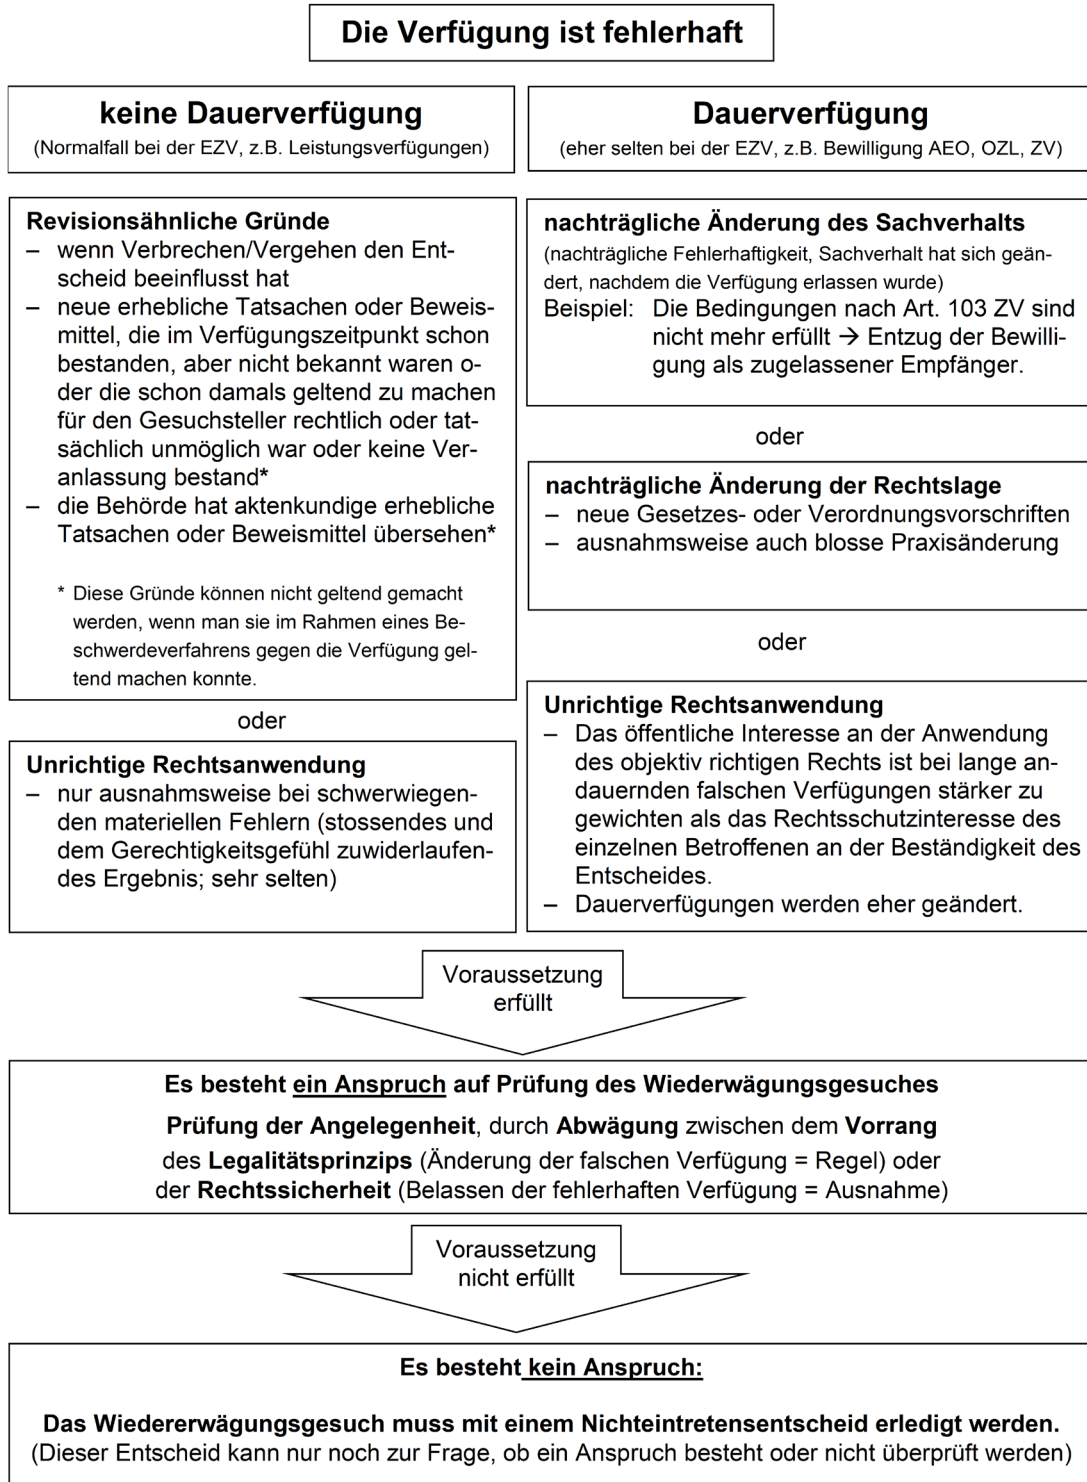 Die Verfügung ist fehlerhaft
keine Dauerverfügung
(Normalfall bei der EZV, z.B. Leistungsverfügungen)
Revisionsähnliche Gründe
– wenn Verbrechen/Vergehen den Ent-
scheid beeinflusst hat
– neue erhebliche Tatsachen oder Beweis-
mittel, die im Verfügungszeitpunkt schon
bestanden, aber nicht bekannt waren o-
der die schon damals geltend zu machen
für den Gesuchsteller rechtlich oder tat-
sächlich unmöglich war oder keine Ver-
anlassung bestand*
– die Behörde hat aktenkundige erhebliche
Tatsachen oder Beweismittel übersehen*
* Diese Gründe können nicht geltend gemacht
werden, wenn man sie im Rahmen eines Be-
schwerdeverfahrens gegen die Verfügung gel-
tend machen konnte.
oder
Unrichtige Rechtsanwendung
– nur ausnahmsweise bei schwerwiegen-
den materiellen Fehlern (stossendes und
dem Gerechtigkeitsgefühl zuwiderlaufen-
des Ergebnis; sehr selten)
Dauerverfügung
(eher selten bei der EZV, z.B. Bewilligung AEO, OZL, ZV)
nachträgliche Änderung des Sachverhalts
(nachträgliche Fehlerhaftigkeit, Sachverhalt hat sich geän-
dert, nachdem die Verfügung erlassen wurde)
Beispiel: Die Bedingungen nach Art. 103 ZV sind
nicht mehr erfüllt → Entzug der Bewilli-
gung als zugelassener Empfänger.
oder
nachträgliche Änderung der Rechtslage
– neue Gesetzes- oder Verordnungsvorschriften
– ausnahmsweise auch blosse Praxisänderung
oder
Unrichtige Rechtsanwendung
– Das öffentliche Interesse an der Anwendung
des objektiv richtigen Rechts ist bei lange an-
dauernden falschen Verfügungen stärker zu
gewichten als das Rechtsschutzinteresse des
einzelnen Betroffenen an der Beständigkeit des
Entscheides.
– Dauerverfügungen werden eher geändert.
Voraussetzung
erfüllt
Es besteht ein Anspruch auf Prüfung des Wiederwägungsgesuches
Prüfung der Angelegenheit, durch Abwägung zwischen dem Vorrang
des Legalitätsprinzips (Änderung der falschen Verfügung = Regel) oder
der Rechtssicherheit (Belassen der fehlerhaften Verfügung = Ausnahme)
Voraussetzung
nicht erfüllt
Es besteht kein Anspruch:
Das Wiedererwägungsgesuch muss mit einem Nichteintretensentscheid erledigt werden.
(Dieser Entscheid kann nur noch zur Frage, ob ein Anspruch besteht oder nicht überprüft werden)